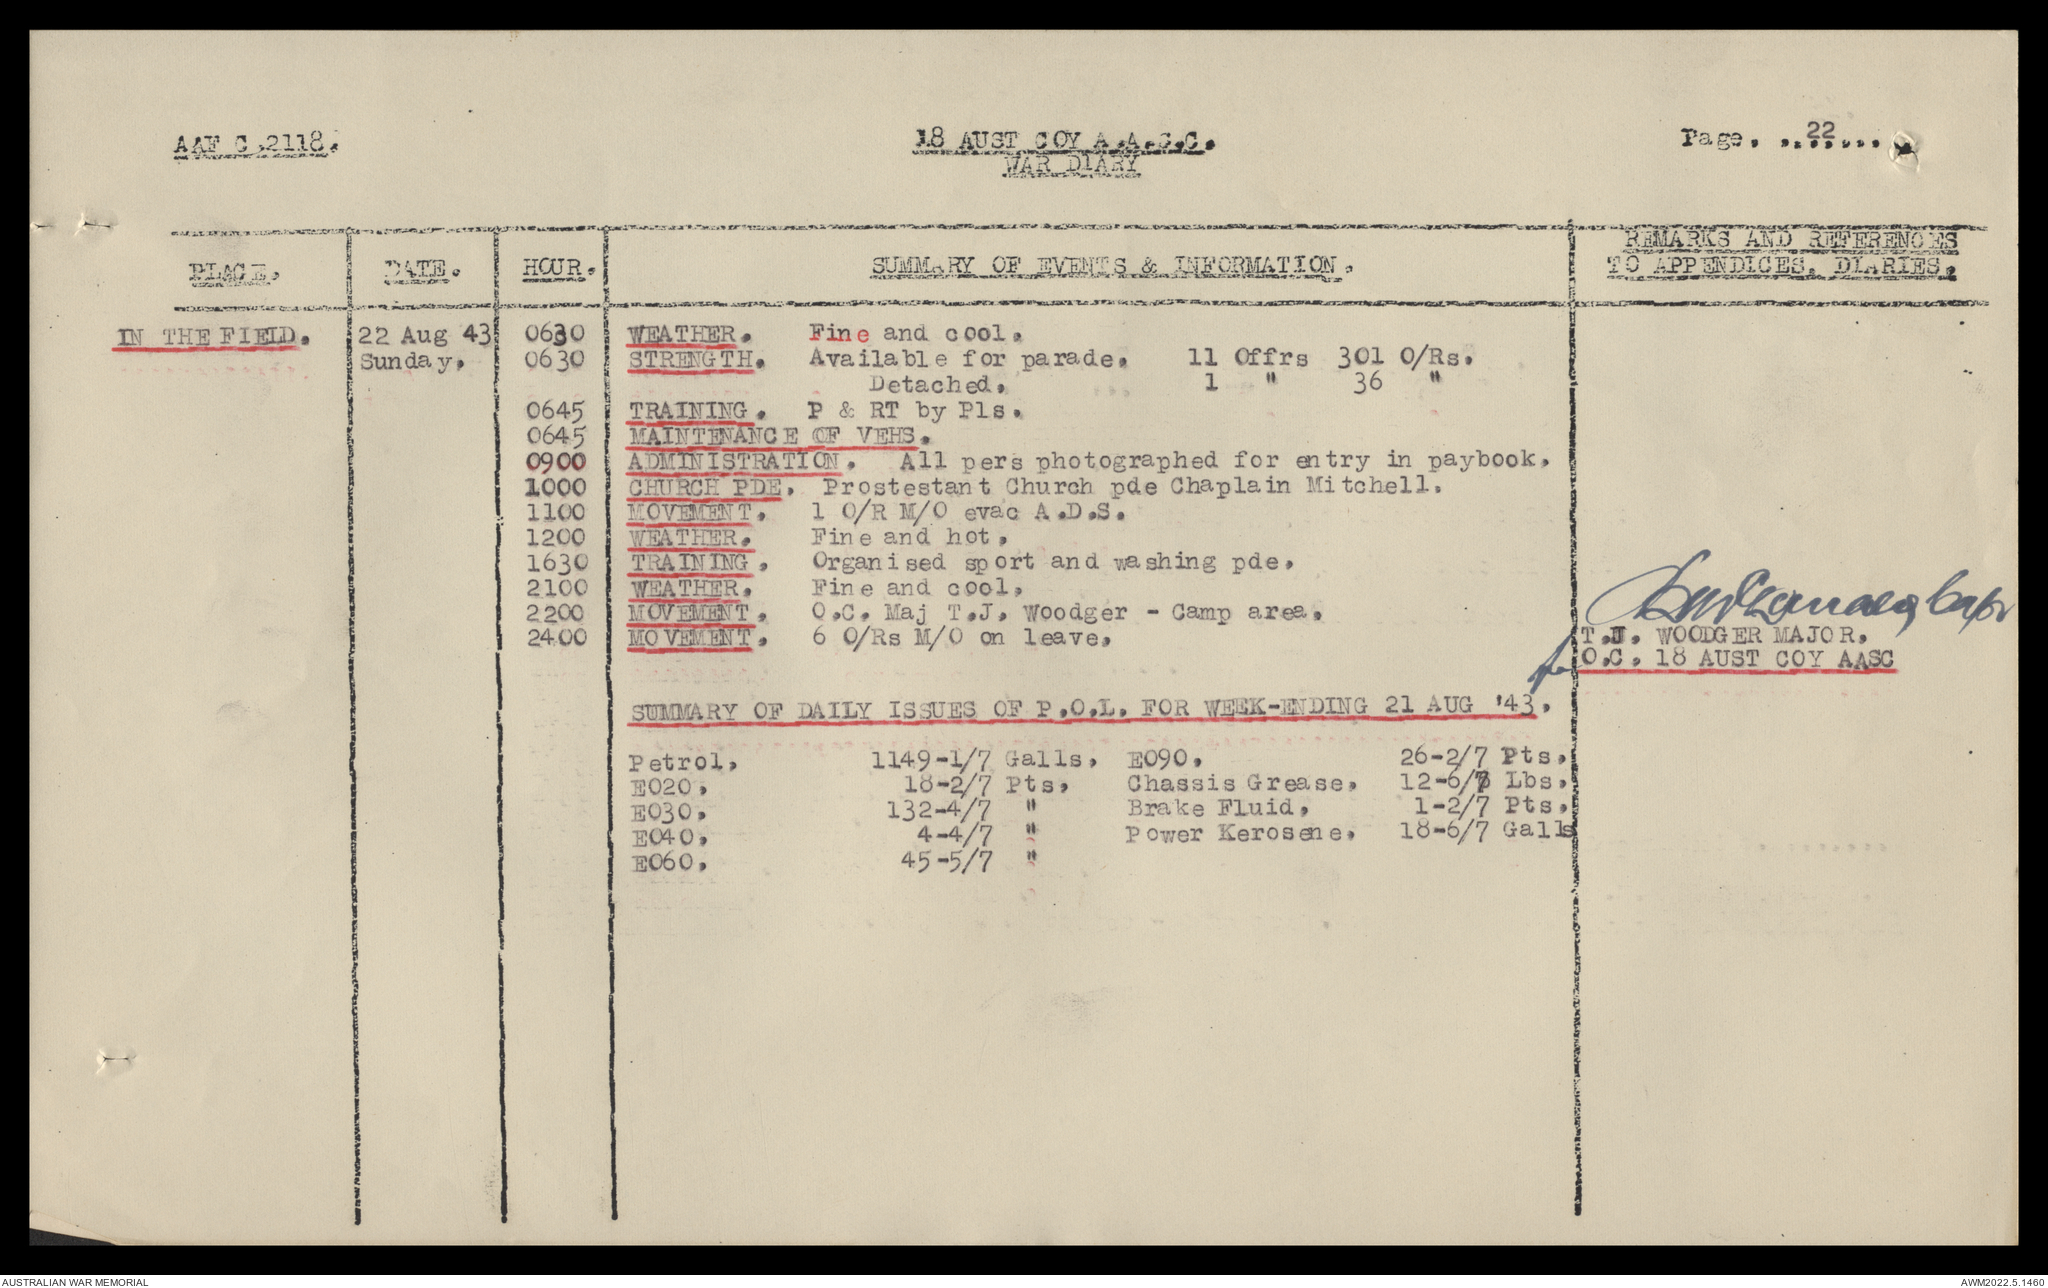 AAF C.2118.
18 AUST COY A.A.S.C.
WAR DIARY
Page. ..22.....
PLACE.
DATE.
HOUR.
SUMMARY OF EVENTS & INFORMATION.
REMARKS AND REFERENCES
TO APPENDICES, DIARIES.
IN THE FIELD. 22 Aug 43 0630 WEATHER. Fine and cool.
Sunday. 0630 STRENGTH. Available for parade. 11 Offrs 301 O/Rs.
Detached. 1 " 36 "
0645 TRAINING. P & RT by Pls.
0645 MAINTENANCE OF VEHS.
0900 ADMINISTRATION. All pers photographed for entry in paybook.
1000 CHURCH PDE. Prostestant Church pde Chaplain Mitchell.
1100 MOVEMENT. 1 O/R M/O evac A.D.S.
1200 WEATHER. Fine and hot.
1630 TRAINING. Organised sport and washing pde.
2100 WEATHER. Fine and cool.
2200 MOVEMENT. O.C. Maj T.J. Woodger - Camp area.
2400 MOVEMENT. 6 O/Rs M/O on leave.
Capt
T.J. WOODGER MAJOR.
for O.C. 18 AUST COY AASC
SUMMARY OF DAILY ISSUES OF P.O.L. FOR WEEK-ENDING 21 AUG '43.
Petrol. 1149-1/7 Galls. E090. 26-2/7 Pts.
E020. 18-2/7 Pts. Chassis Grease. 12-6/7 Lbs.
E030. 132-4/7 " Brake Fluid. 1-2/7 Pts.
E040. 4-4/7 " Power Kerosene. 18-6/7 Galls
E060. 45-5/7 "
AUSTRALIAN WAR MEMORIAL
AWM2022.5.1460